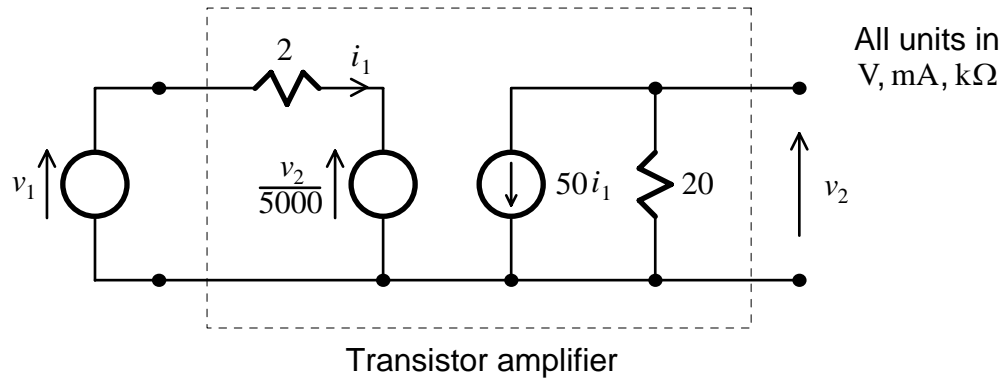 All units in
V, mA, kΩ
2
i₁
v₁
v₂
5000
50i₁
20
v₂
Transistor amplifier